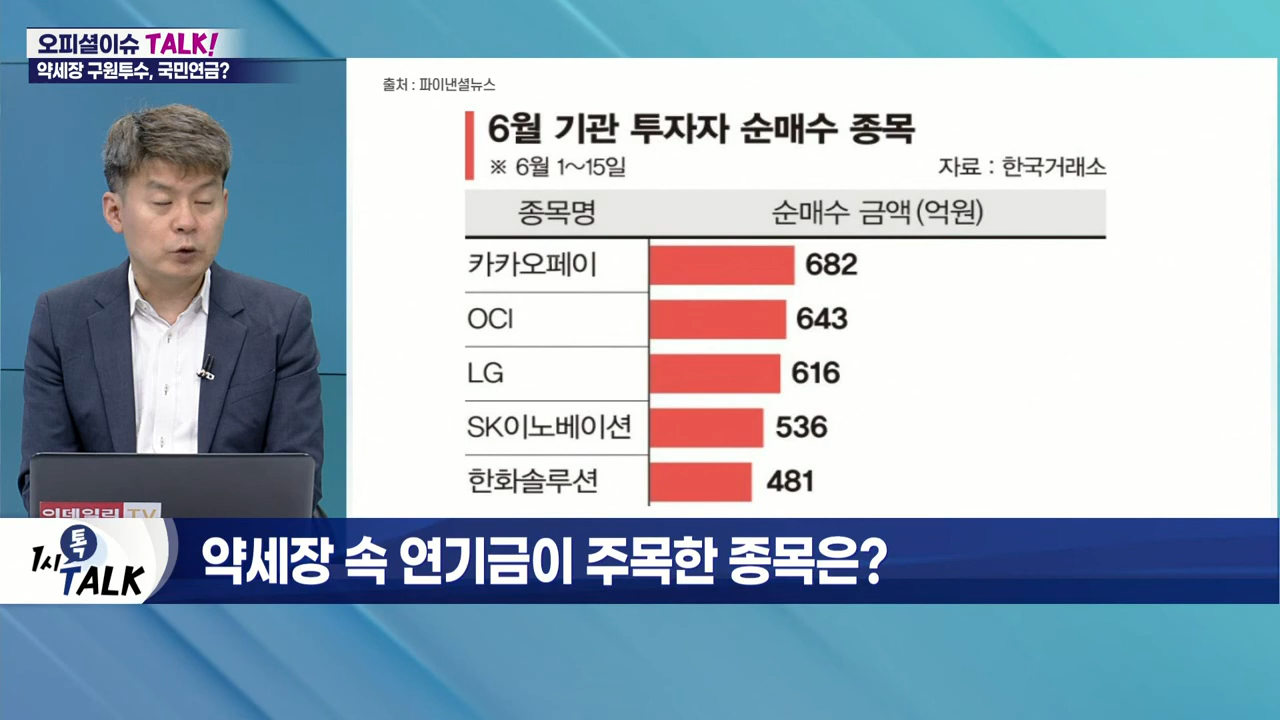 오피셜이슈 TALK!
약세장 구원투수, 국민연금?
출처 : 파이낸셜뉴스
6월 기관 투자자 순매수 종목
※ 6월 1~15일
자료 : 한국거래소
종목명 순매수 금액(억원)
카카오페이 682
OCI 643
LG 616
SK이노베이션 536
한화솔루션 481
이데일리 TV
1시 톡 TALK
약세장 속 연기금이 주목한 종목은?